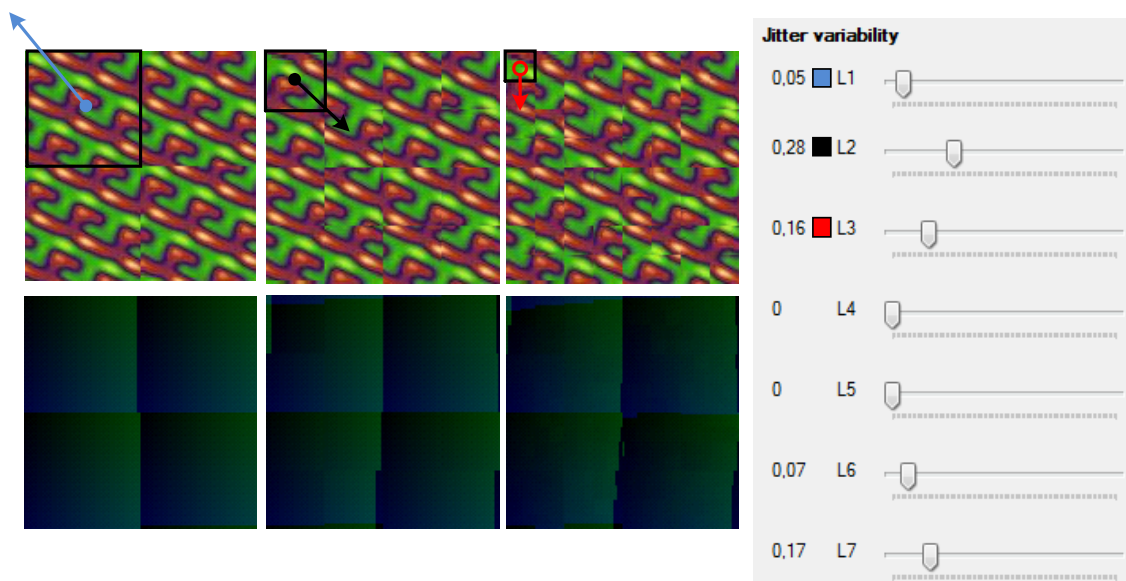 Jitter variability
0,05 L1
0,28 L2
0,16 L3
0 L4
0 L5
0,07 L6
0,17 L7